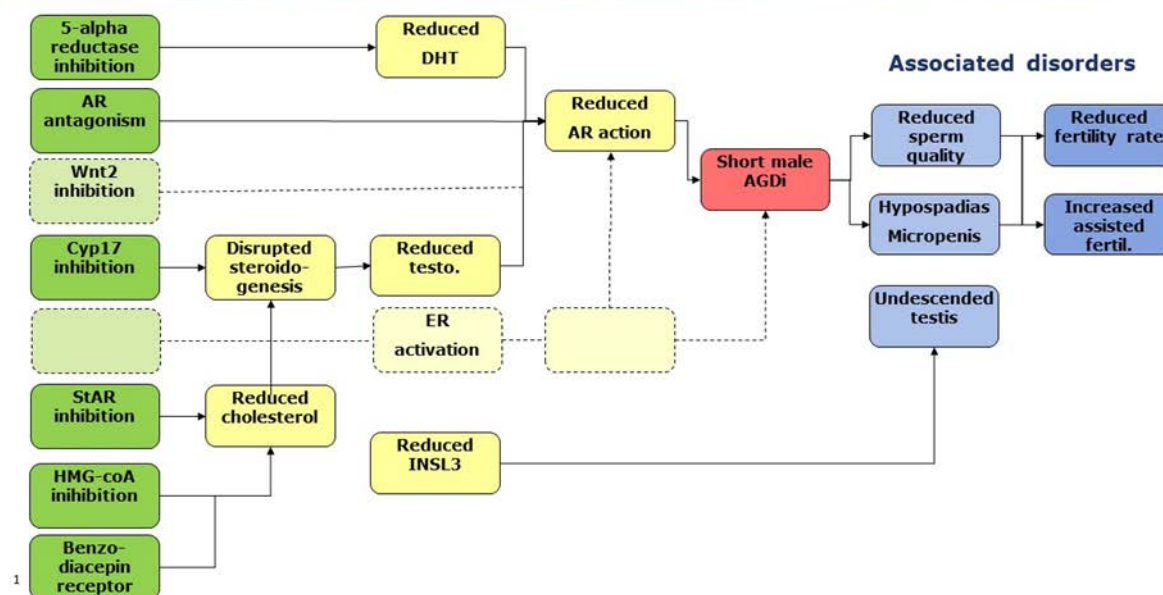 5-alpha
reductase
inhibition
Reduced
DHT
Associated disorders
AR
antagonism
Reduced
AR action
Reduced
sperm
quality
Reduced
fertility rate
Wnt2
inhibition
Short male
AGDi
Hypospadias
Micropenis
Increased
assisted
fertil.
Cyp17
inhibition
Disrupted
steroido-
genesis
Reduced
testo.
ER
activation
Undescended
testis
StAR
inhibition
Reduced
cholesterol
Reduced
INSL3
HMG-coA
inihibition
Benzo-
diacepin
receptor
1